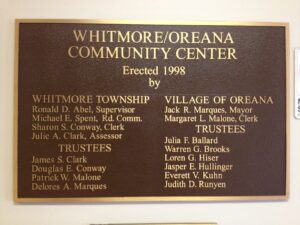 WHITMORE/OREANA
COMMUNITY CENTER
Erected 1998
by
WHITMORE TOWNSHIP
Ronald D. Abel, Supervisor
Michael E. Spent, Rd. Comm.
Sharon S. Conway, Clerk
Julie A. Clark, Assessor
TRUSTEES
James S. Clark
Douglas E. Conway
Patrick W. Malone
Delores A. Marques
VILLAGE OF OREANA
Jack R. Marques, Mayor
Margaret L. Malone, Clerk
TRUSTEES
Julia F. Ballard
Warren G. Brooks
Loren G. Hiser
Jasper E. Hullinger
Everett V. Kuhn
Judith D. Runyen